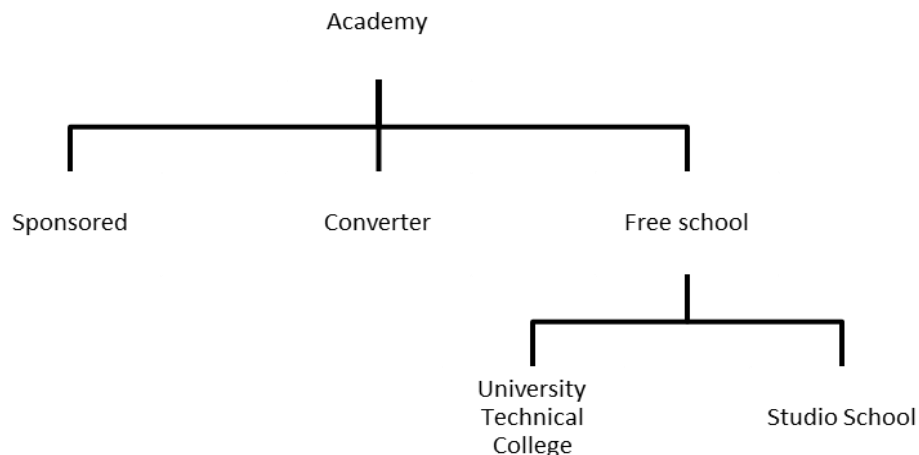 Academy
Sponsored
Converter
Free school
University
Technical
College
Studio School